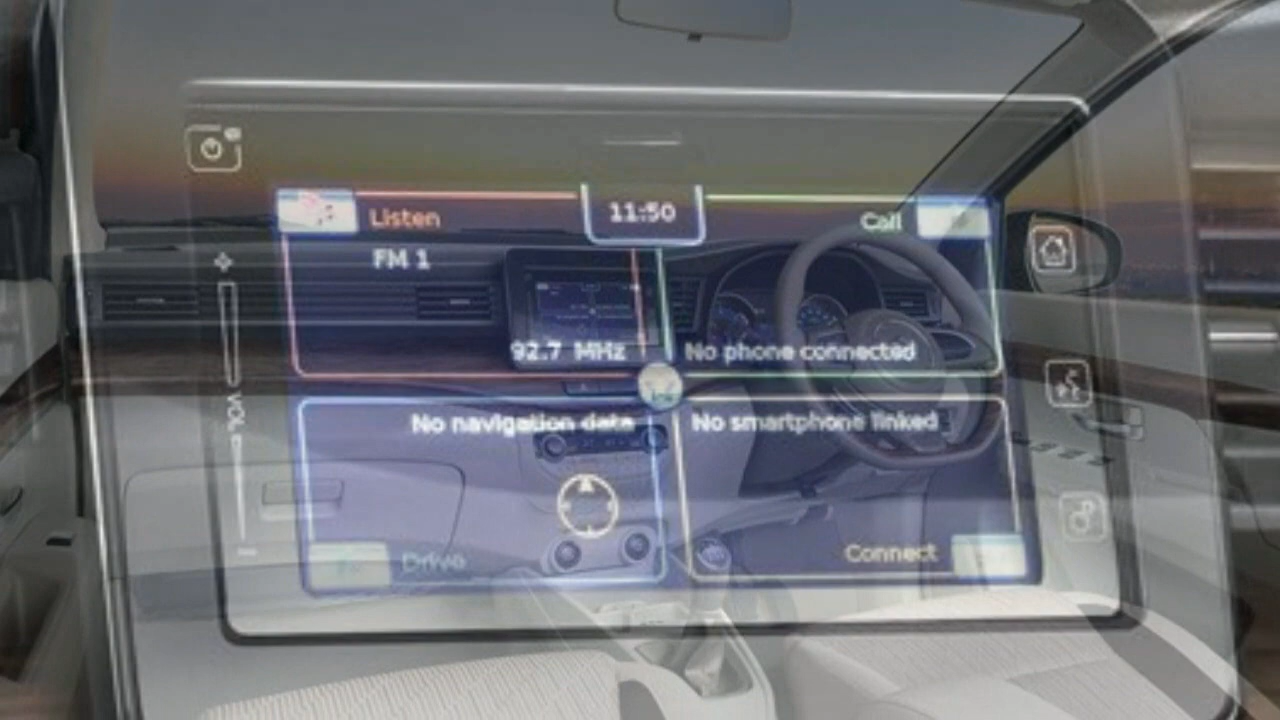 11:50
Listen
Call
FM 1
92.7 MHz
No phone connected
VOL
No navigation data
No smartphone linked
Drive
Connect